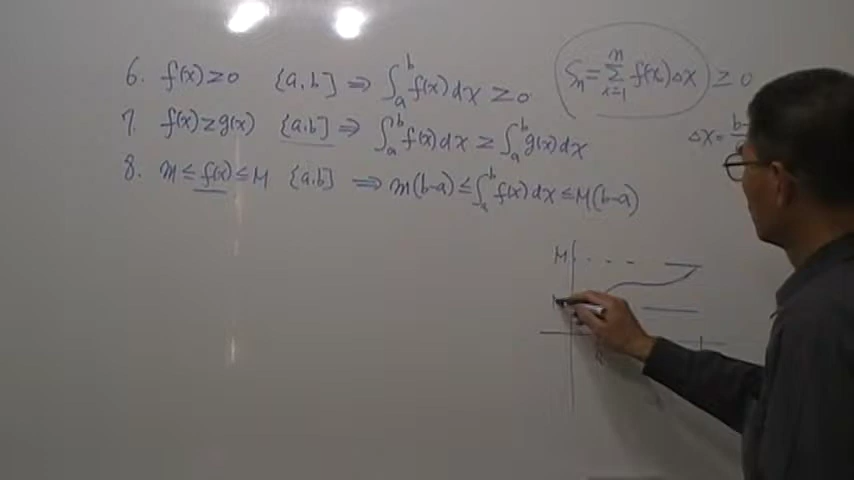 6. f(x) ≥ 0 [a,b] ⇒ ∫_a^b f(x) dx ≥ 0
S_n = Σ_{i=1}^n f(x_i) Δx ≥ 0
Δx = b-
7. f(x) ≥ g(x) [a,b] ⇒ ∫_a^b f(x) dx ≥ ∫_a^b g(x) dx
8. m ≤ f(x) ≤ M [a,b] ⇒ m(b-a) ≤ ∫_a^b f(x) dx ≤ M(b-a)
M